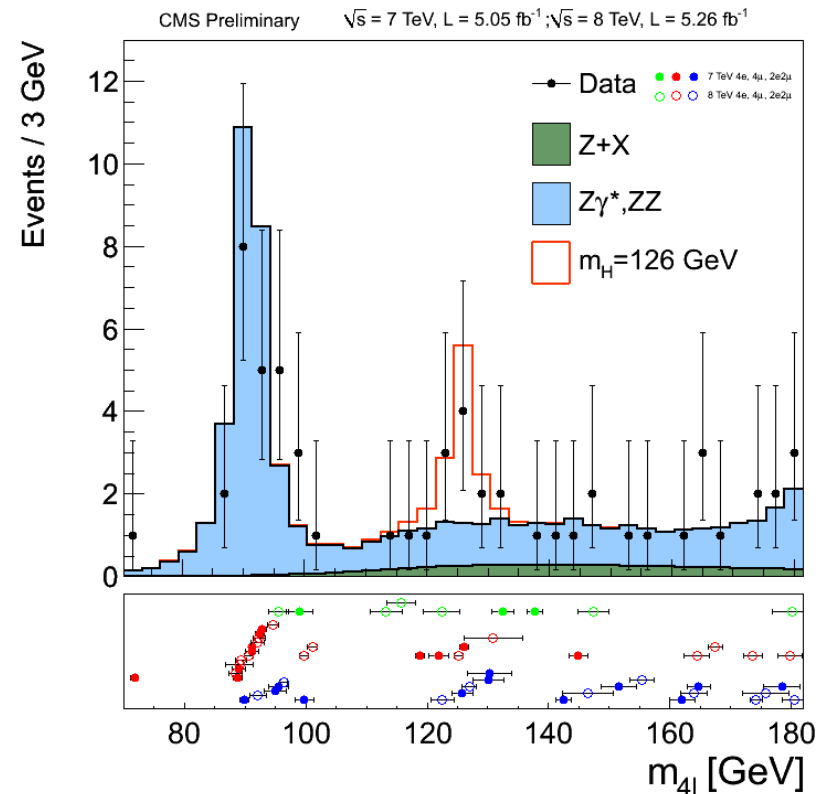 CMS Preliminary √s = 7 TeV, L = 5.05 fb⁻¹ ;√s = 8 TeV, L = 5.26 fb⁻¹
Events / 3 GeV
12
10
8
6
4
2
0
Data
7 TeV 4e, 4μ, 2e2μ
8 TeV 4e, 4μ, 2e2μ
Z+X
Zγ*,ZZ
m_H=126 GeV
80 100 120 140 160 180
m_4l [GeV]